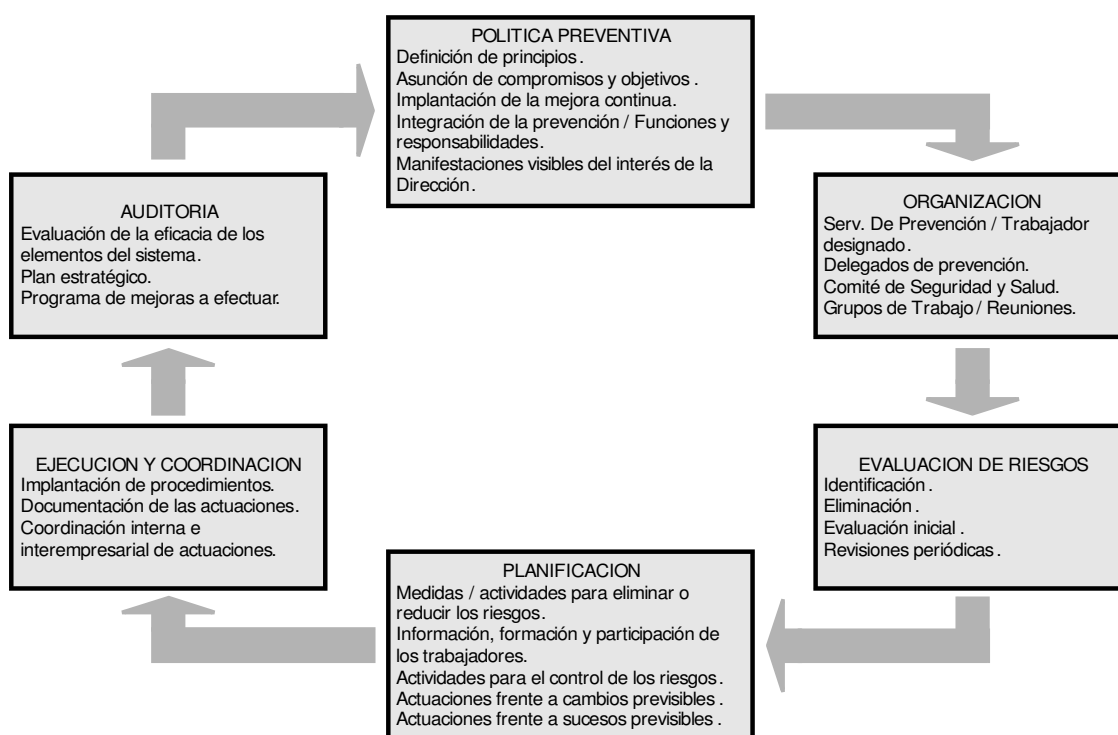 POLITICA PREVENTIVA
Definición de principios.
Asunción de compromisos y objetivos.
Implantación de la mejora continua.
Integración de la prevención / Funciones y
responsabilidades.
Manifestaciones visibles del interés de la
Dirección.
ORGANIZACION
Serv. De Prevención / Trabajador
designado.
Delegados de prevención.
Comité de Seguridad y Salud.
Grupos de Trabajo / Reuniones.
EVALUACION DE RIESGOS
Identificación.
Eliminación.
Evaluación inicial.
Revisiones periódicas.
PLANIFICACION
Medidas / actividades para eliminar o
reducir los riesgos.
Información, formación y participación de
los trabajadores.
Actividades para el control de los riesgos.
Actuaciones frente a cambios previsibles.
Actuaciones frente a sucesos previsibles.
EJECUCION Y COORDINACION
Implantación de procedimientos.
Documentación de las actuaciones.
Coordinación interna e
interempresarial de actuaciones.
AUDITORIA
Evaluación de la eficacia de los
elementos del sistema.
Plan estratégico.
Programa de mejoras a efectuar.